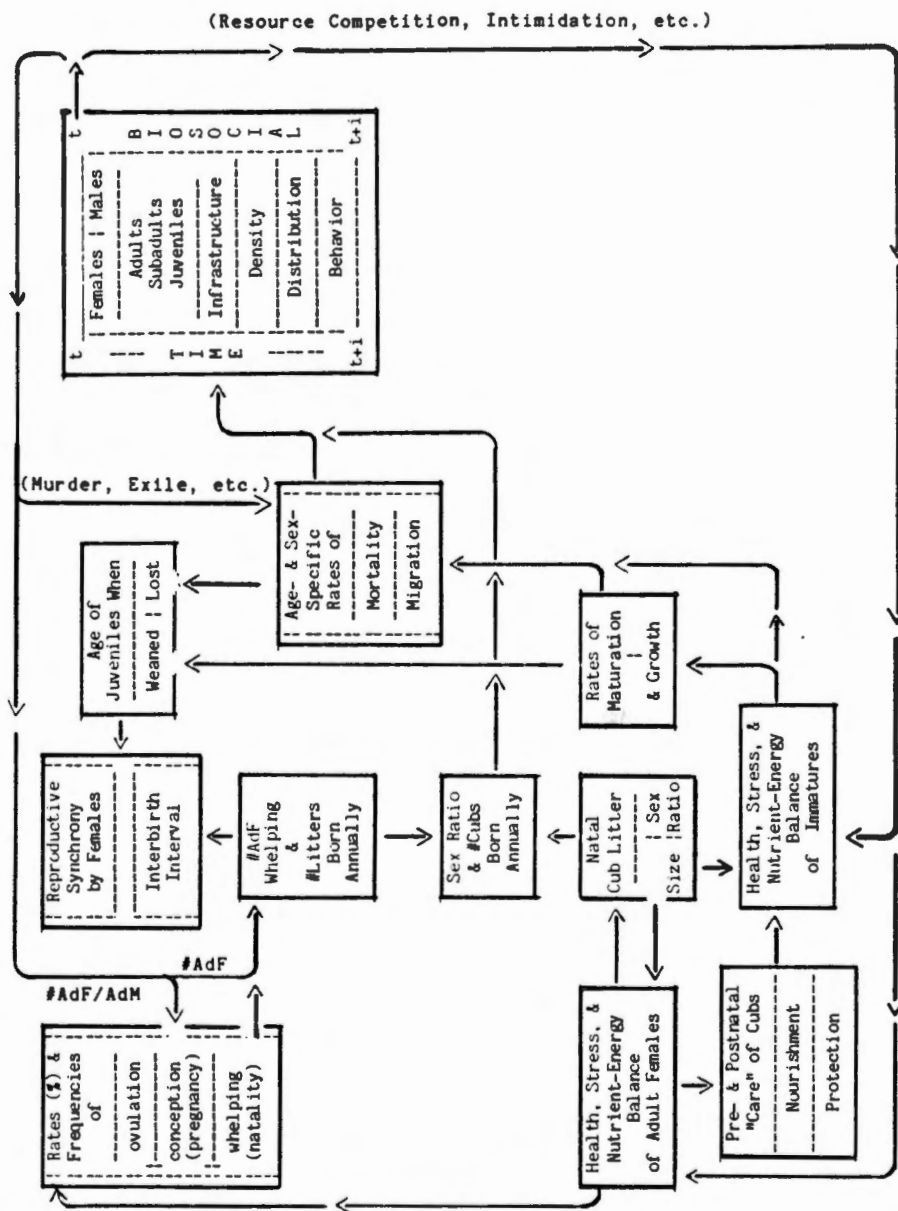 (Resource Competition, Intimidation, etc.)
t
t
Females ¦ Males
Adults
Subadults
Juveniles
Infrastructure
Density
Distribution
Behavior
TIME
BIOSOCIAL
t+i
t+i
(Murder, Exile, etc.)
Age- & Sex-
Specific
Rates of
Mortality
Migration
Age of
Juveniles When
Weaned ¦ Lost
Rates of
Maturation
& Growth
Reproductive
Synchrony
by Females
Interbirth
Interval
#AdF
Whelping
&
#Litters
Born
Annually
Sex Ratio
& #Cubs
Born
Annually
Natal
Cub Litter
Size ¦ Sex Ratio
Health, Stress, &
Nutrient-Energy
Balance
of Immatures
#AdF
#AdF/AdM
Rates (%) &
Frequencies
of
ovulation
conception
(pregnancy)
whelping
(natality)
Health, Stress, &
Nutrient-Energy
Balance
of Adult Females
Pre- & Postnatal
"Care" of Cubs
Nourishment
Protection